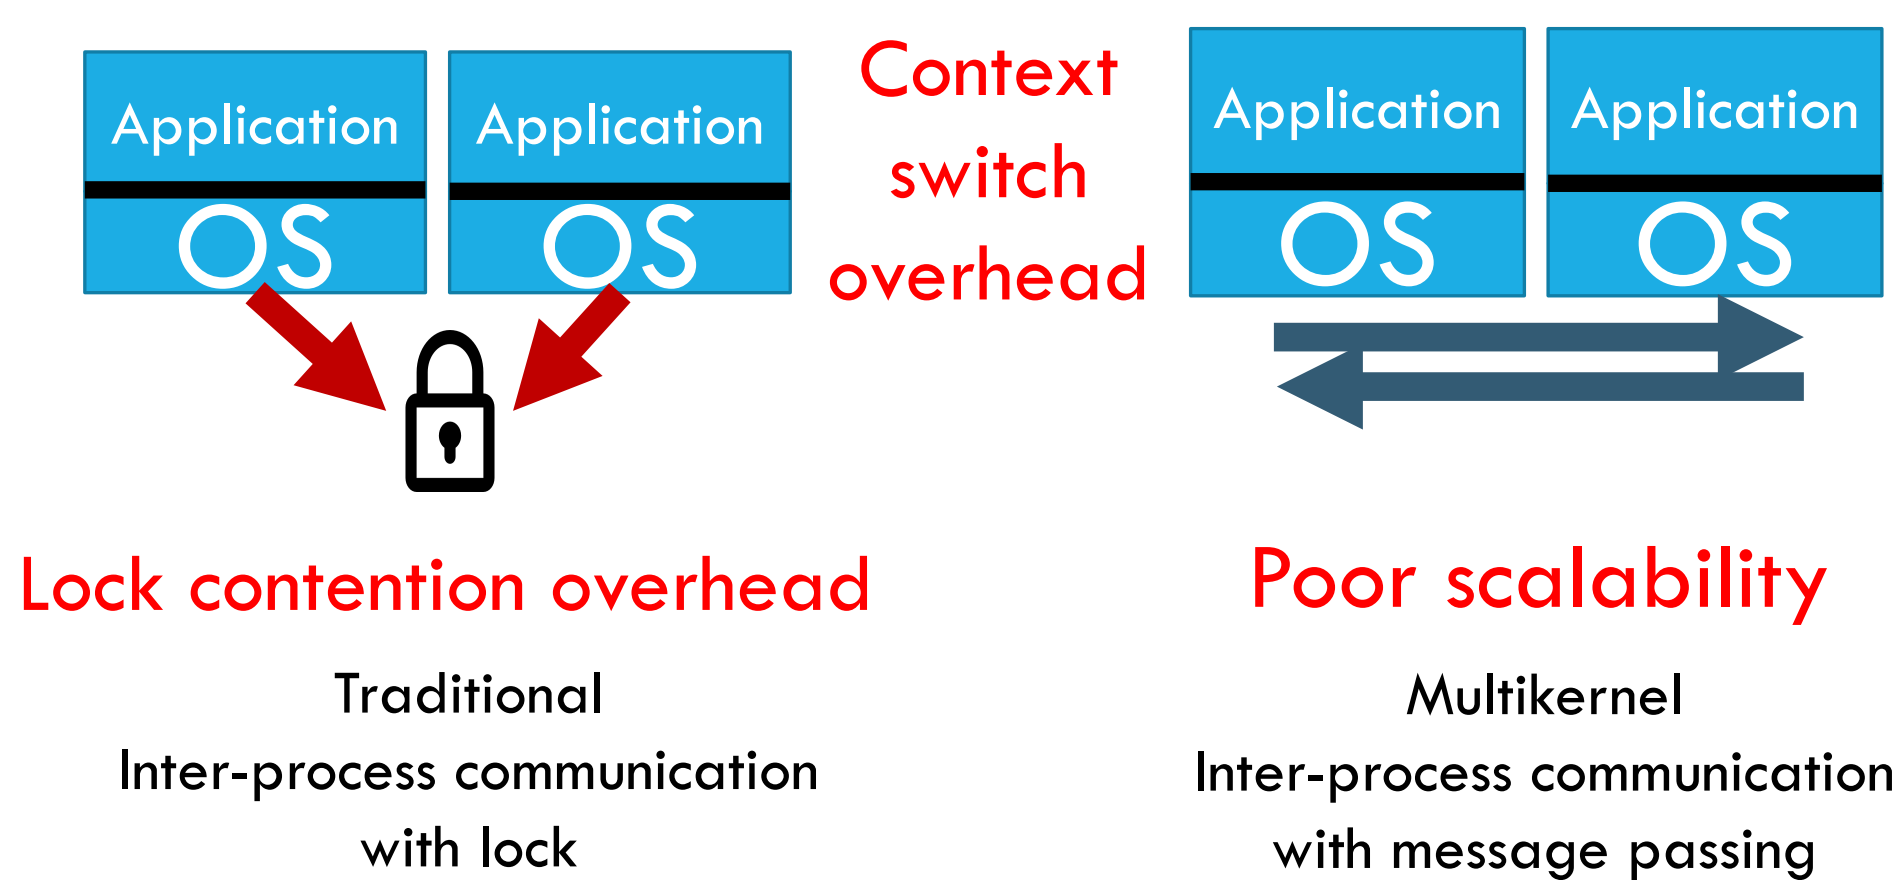 Application
OS
Application
OS
Context
switch
overhead
Application
OS
Application
OS
Lock contention overhead
Traditional
Inter-process communication
with lock
Poor scalability
Multikernel
Inter-process communication
with message passing